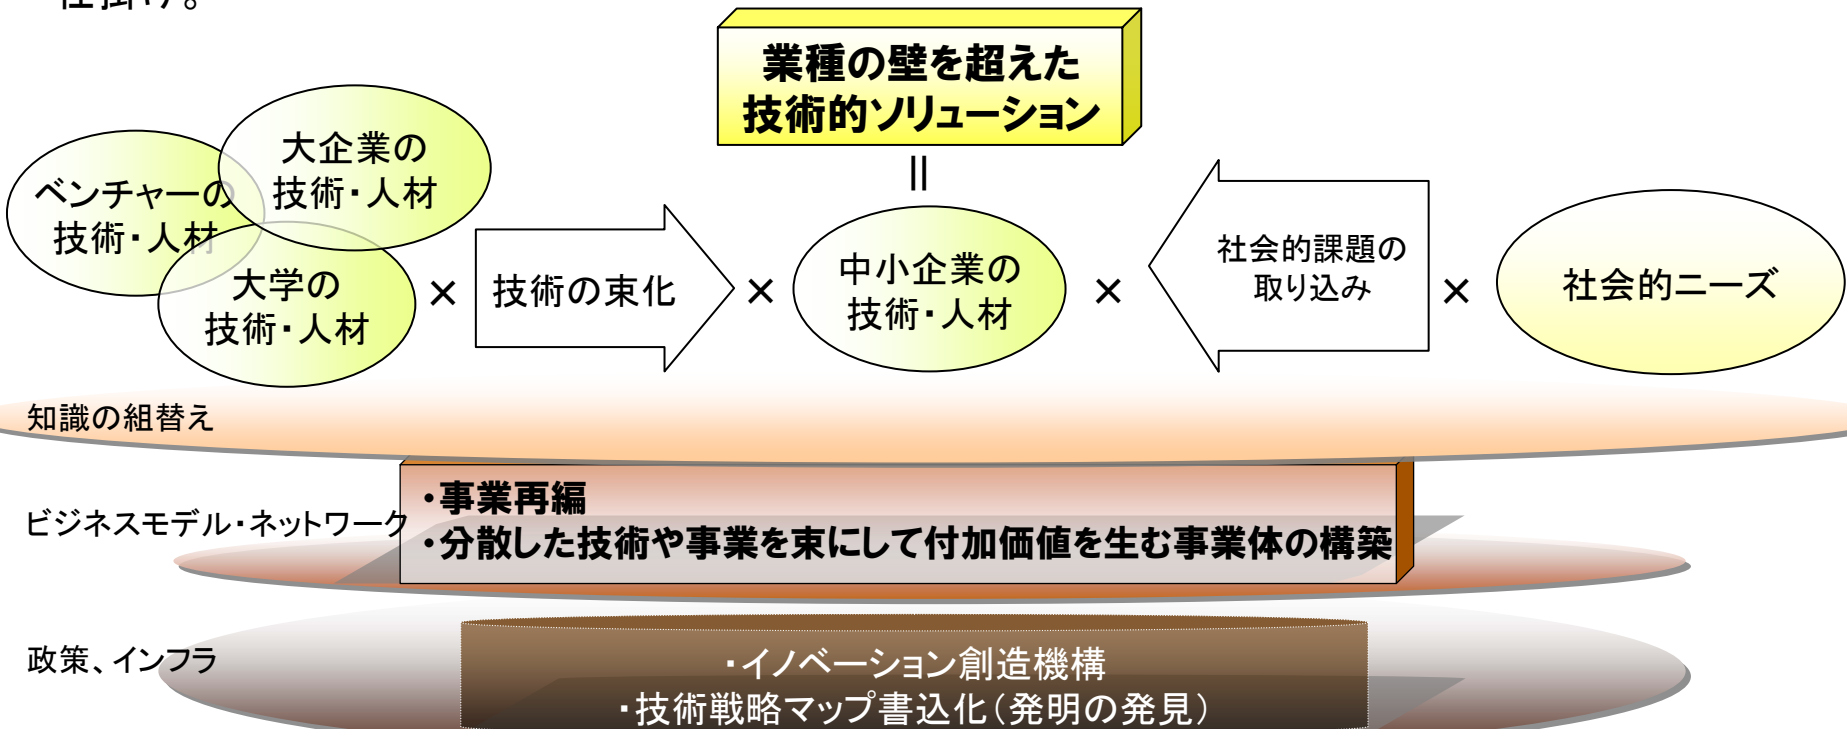 仕掛け。
業種の壁を超えた
技術的ソリューション
＝
大企業の
技術・人材
ベンチャーの
技術・人材
大学の
技術・人材
×
技術の束化
×
中小企業の
技術・人材
×
社会的課題の
取り込み
×
社会的ニーズ
知識の組替え
ビジネスモデル・ネットワーク
・事業再編
・分散した技術や事業を束にして付加価値を生む事業体の構築
政策、インフラ
・イノベーション創造機構
・技術戦略マップ書込化（発明の発見）